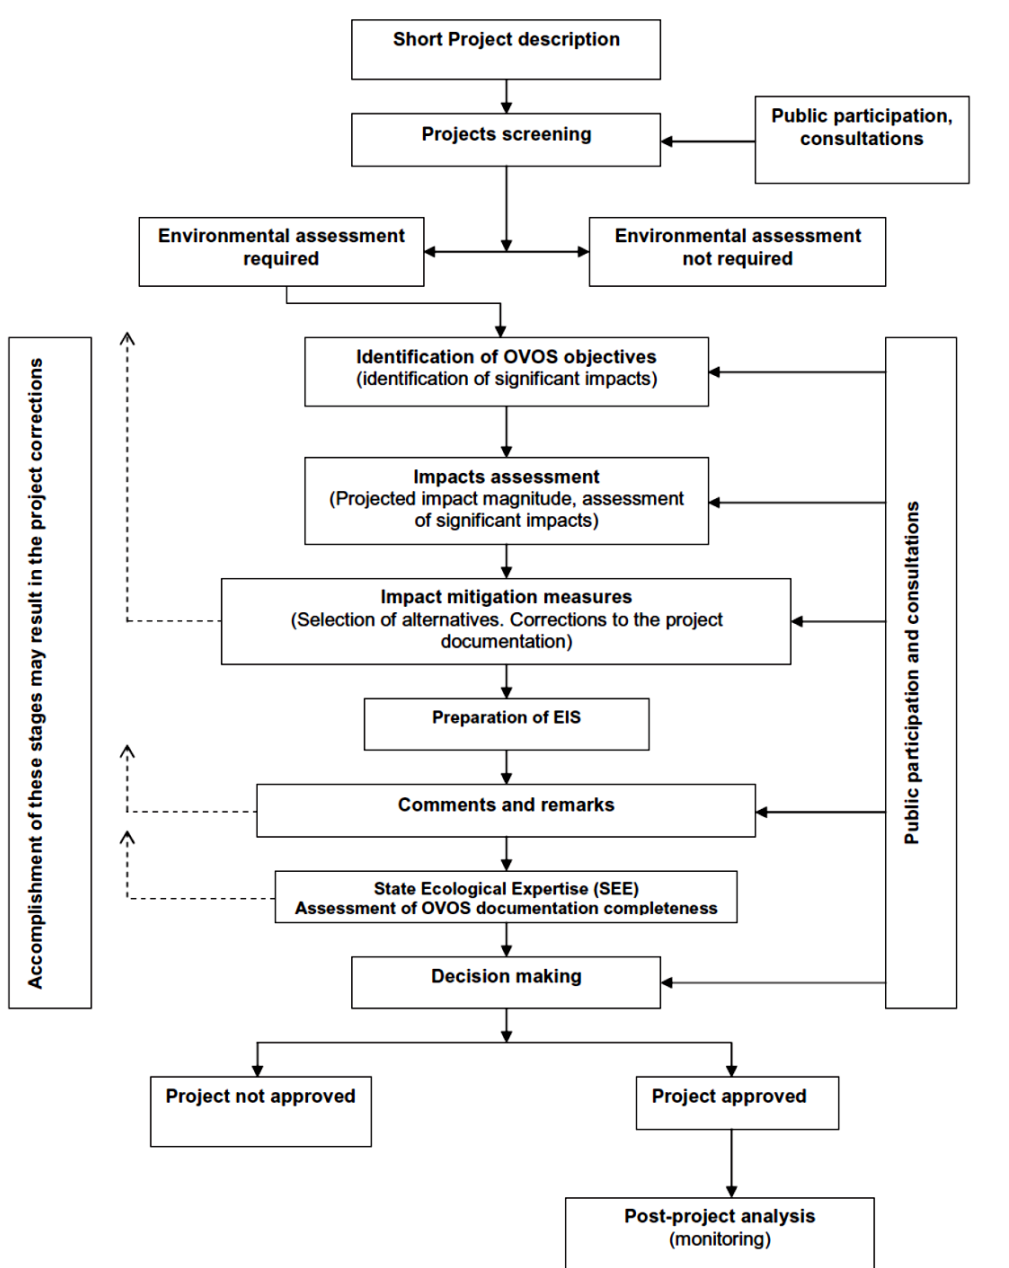 Short Project description
Projects screening
Public participation,
consultations
Environmental assessment
required
Environmental assessment
not required
Accomplishment of these stages may result in the project corrections
Identification of OVOS objectives
(identification of significant impacts)
Impacts assessment
(Projected impact magnitude, assessment
of significant impacts)
Impact mitigation measures
(Selection of alternatives. Corrections to the project
documentation)
Preparation of EIS
Comments and remarks
State Ecological Expertise (SEE)
Assessment of OVOS documentation completeness
Decision making
Public participation and consultations
Project not approved
Project approved
Post-project analysis
(monitoring)